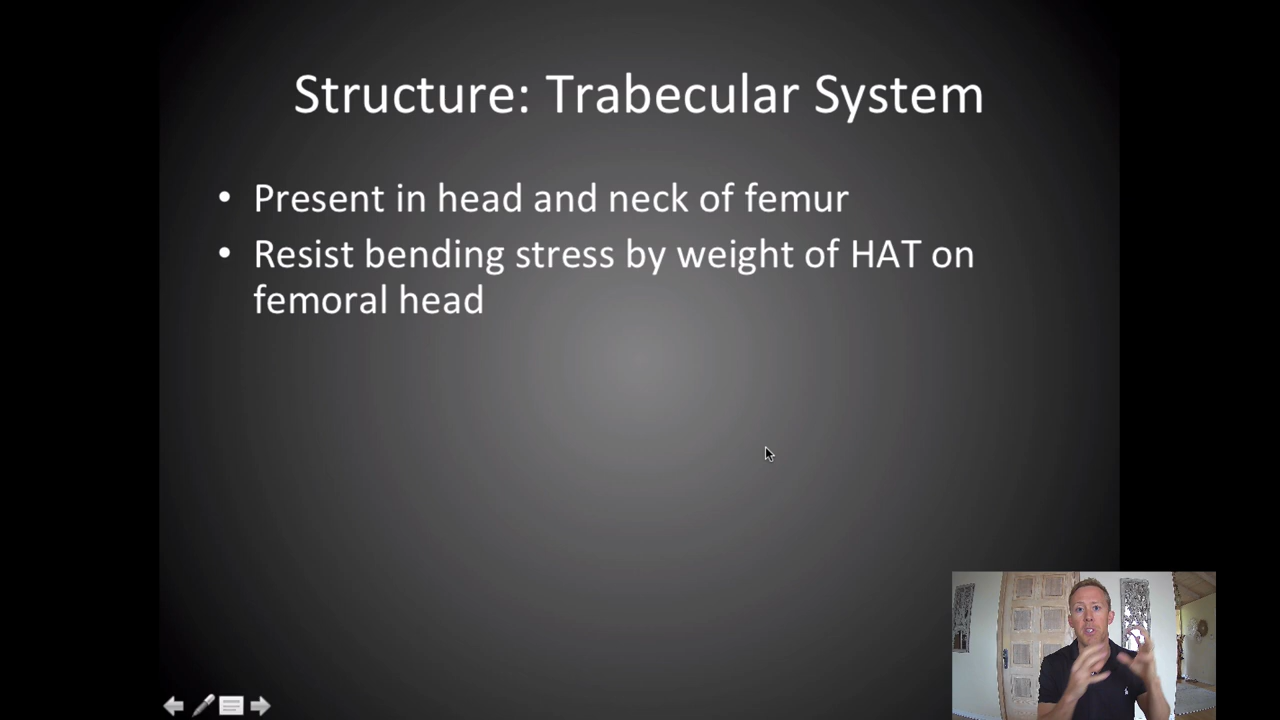 Structure: Trabecular System
• Present in head and neck of femur
• Resist bending stress by weight of HAT on
femoral head